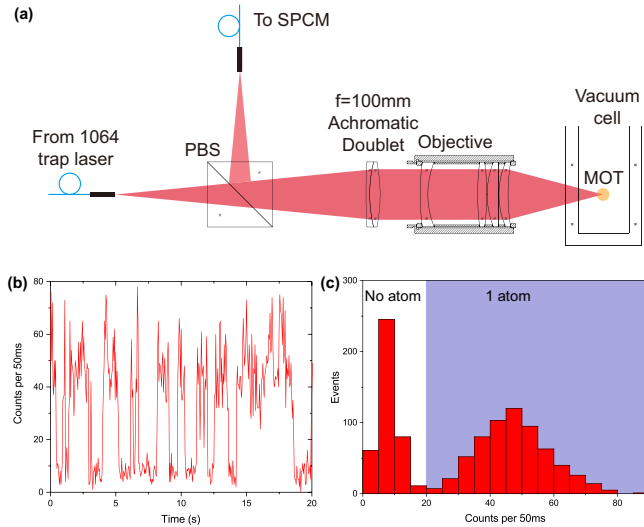 (a)
To SPCM
f=100mm
Achromatic
Doublet
Objective
Vacuum
cell
From 1064
trap laser
PBS
MOT
(b)
80
60
40
20
0
Counts per 50ms
0
5
10
15
20
Time (s)
(c)
No atom
1 atom
300
200
100
0
Events
0
20
40
60
80
Counts per 50ms